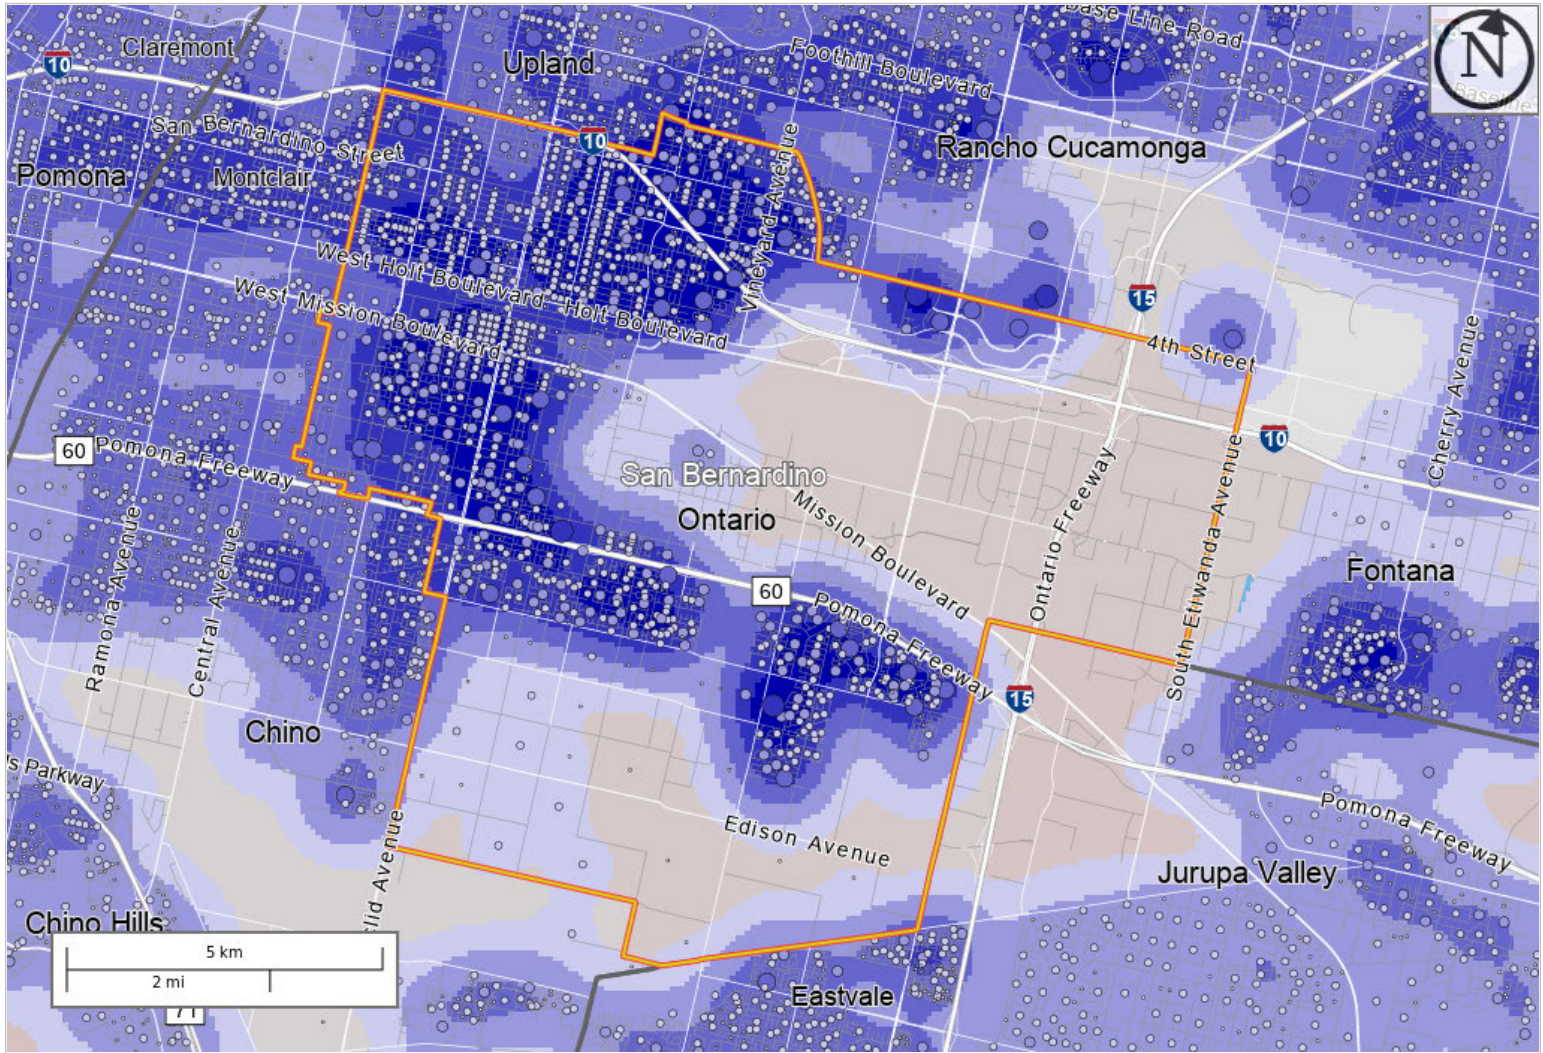 Claremont
10
Upland
Foothill Boulevard
Base Line Road
N
Baseline
San Bernardino Street
10
Pomona
Montclair
Vineyard Avenue
Rancho Cucamonga
West Holt Boulevard
Holt Boulevard
West Mission Boulevard
15
4th Street
Cherry Avenue
60
Pomona Freeway
10
San Bernardino
Ontario
Mission Boulevard
Ontario Freeway
South Etiwanda Avenue
Ramona Avenue
Central Avenue
Fontana
60
Pomona Freeway
15
Chino
s Parkway
Edison Avenue
Pomona Freeway
Jurupa Valley
lid Avenue
Chino Hills
5 km
2 mi
71
Eastvale